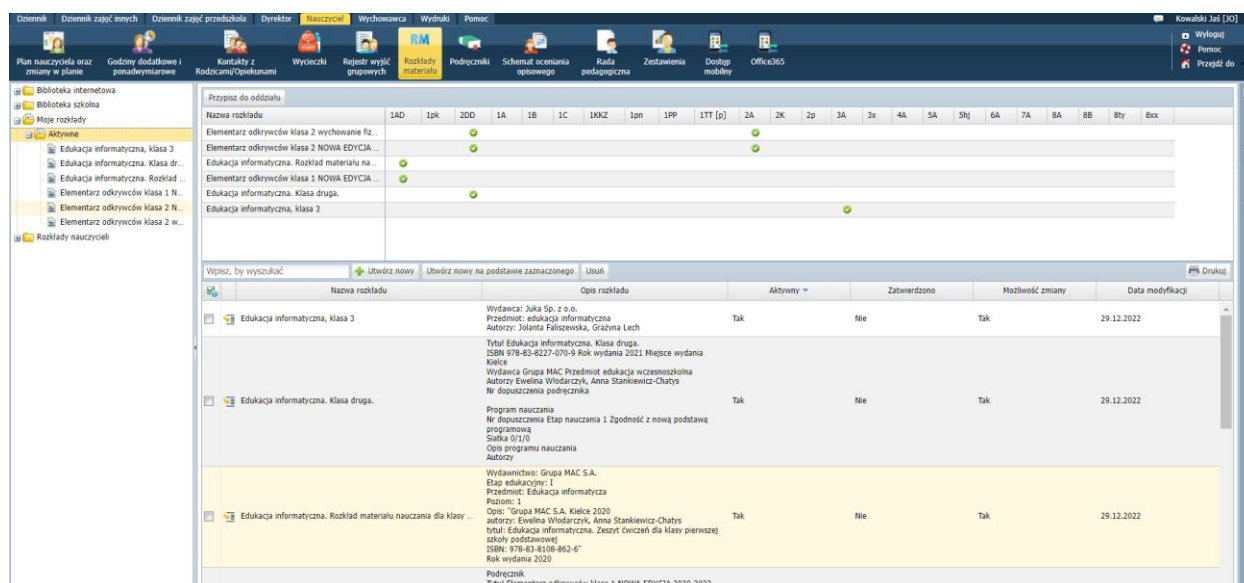 Dziennik Dziennik zajęć innych Dziennik zajęć przedszkola Dyrektor Nauczyciel Wychowawca Wydruki Pomoc Kowalski Jaś [JO]
Plan nauczyciela oraz zmiany w planie
Godziny dodatkowe i ponadwymiarowe
Kontakty z Rodzicami/Opiekunami
Wycieczki
Rejestr wyjść grupowych
RM
Rozkłady materiału
Podręczniki
Schemat oceniania opisowego
Rada pedagogiczna
Zestawienia
Dostęp mobilny
Office365
Wyloguj
Pomoc
Przejdź do
Biblioteka internetowa
Biblioteka szkolna
Moje rozkłady
Aktywne
Edukacja informatyczna, klasa 3
Edukacja informatyczna. Klasa dr...
Edukacja informatyczna. Rozkład ...
Elementarz odkrywców klasa 1 N...
Elementarz odkrywców klasa 2 N...
Elementarz odkrywców klasa 2 w...
Rozkłady nauczycieli
Przypisz do oddziału
Nazwa rozkładu 1AD 1pk 2DD 1A 1B 1C 1KKZ 1pn 1PP 1TT [p] 2A 2K 2p 3A 3x 4A 5A 5hj 6A 7A 8A 8B 8ty 8xx
Elementarz odkrywców klasa 2 wychowanie fiz...
Elementarz odkrywców klasa 2 NOWA EDYCJA ...
Edukacja informatyczna. Rozkład materiału na...
Elementarz odkrywców klasa 1 NOWA EDYCJA ...
Edukacja informatyczna. Klasa druga.
Edukacja informatyczna, klasa 3
Wpisz, by wyszukać Utwórz nowy Utwórz nowy na podstawie zaznaczonego Usuń Drukuj
Nazwa rozkładu Opis rozkładu Aktywny Zatwierdzono Możliwość zmiany Data modyfikacji
Edukacja informatyczna, klasa 3
Wydawca: Juka Sp. z o.o.
Przedmiot: edukacja informatyczna
Autorzy: Jolanta Faliszewska, Grażyna Lech
Tak Nie Tak 29.12.2022
Edukacja informatyczna. Klasa druga.
Tytuł Edukacja informatyczna. Klasa druga.
ISBN 978-83-8227-070-9 Rok wydania 2021 Miejsce wydania
Kielce
Wydawca Grupa MAC Przedmiot edukacja wczesnoszkolna
Autorzy Ewelina Włodarczyk, Anna Stankiewicz-Chatys
Nr dopuszczenia podręcznika
Program nauczania
Nr dopuszczenia Etap nauczania 1 Zgodność z nową podstawą
programową
Siatka 0/1/0
Opis programu nauczania
Autorzy
Tak Nie Tak 29.12.2022
Edukacja informatyczna. Rozkład materiału nauczania dla klasy ...
Wydawnictwo: Grupa MAC S.A.
Etap edukacyjny: I
Przedmiot: Edukacja informatycza
Poziom: 1
Opis: "Grupa MAC S.A. Kielce 2020
autorzy: Ewelina Włodarczyk, Anna Stankiewicz-Chatys
tytuł: Edukacja informatyczna. Zeszyt ćwiczeń dla klasy pierwszej
szkoły podstawowej
ISBN: 978-83-8108-862-6"
Rok wydania 2020
Tak Nie Tak 29.12.2022
Podręcznik